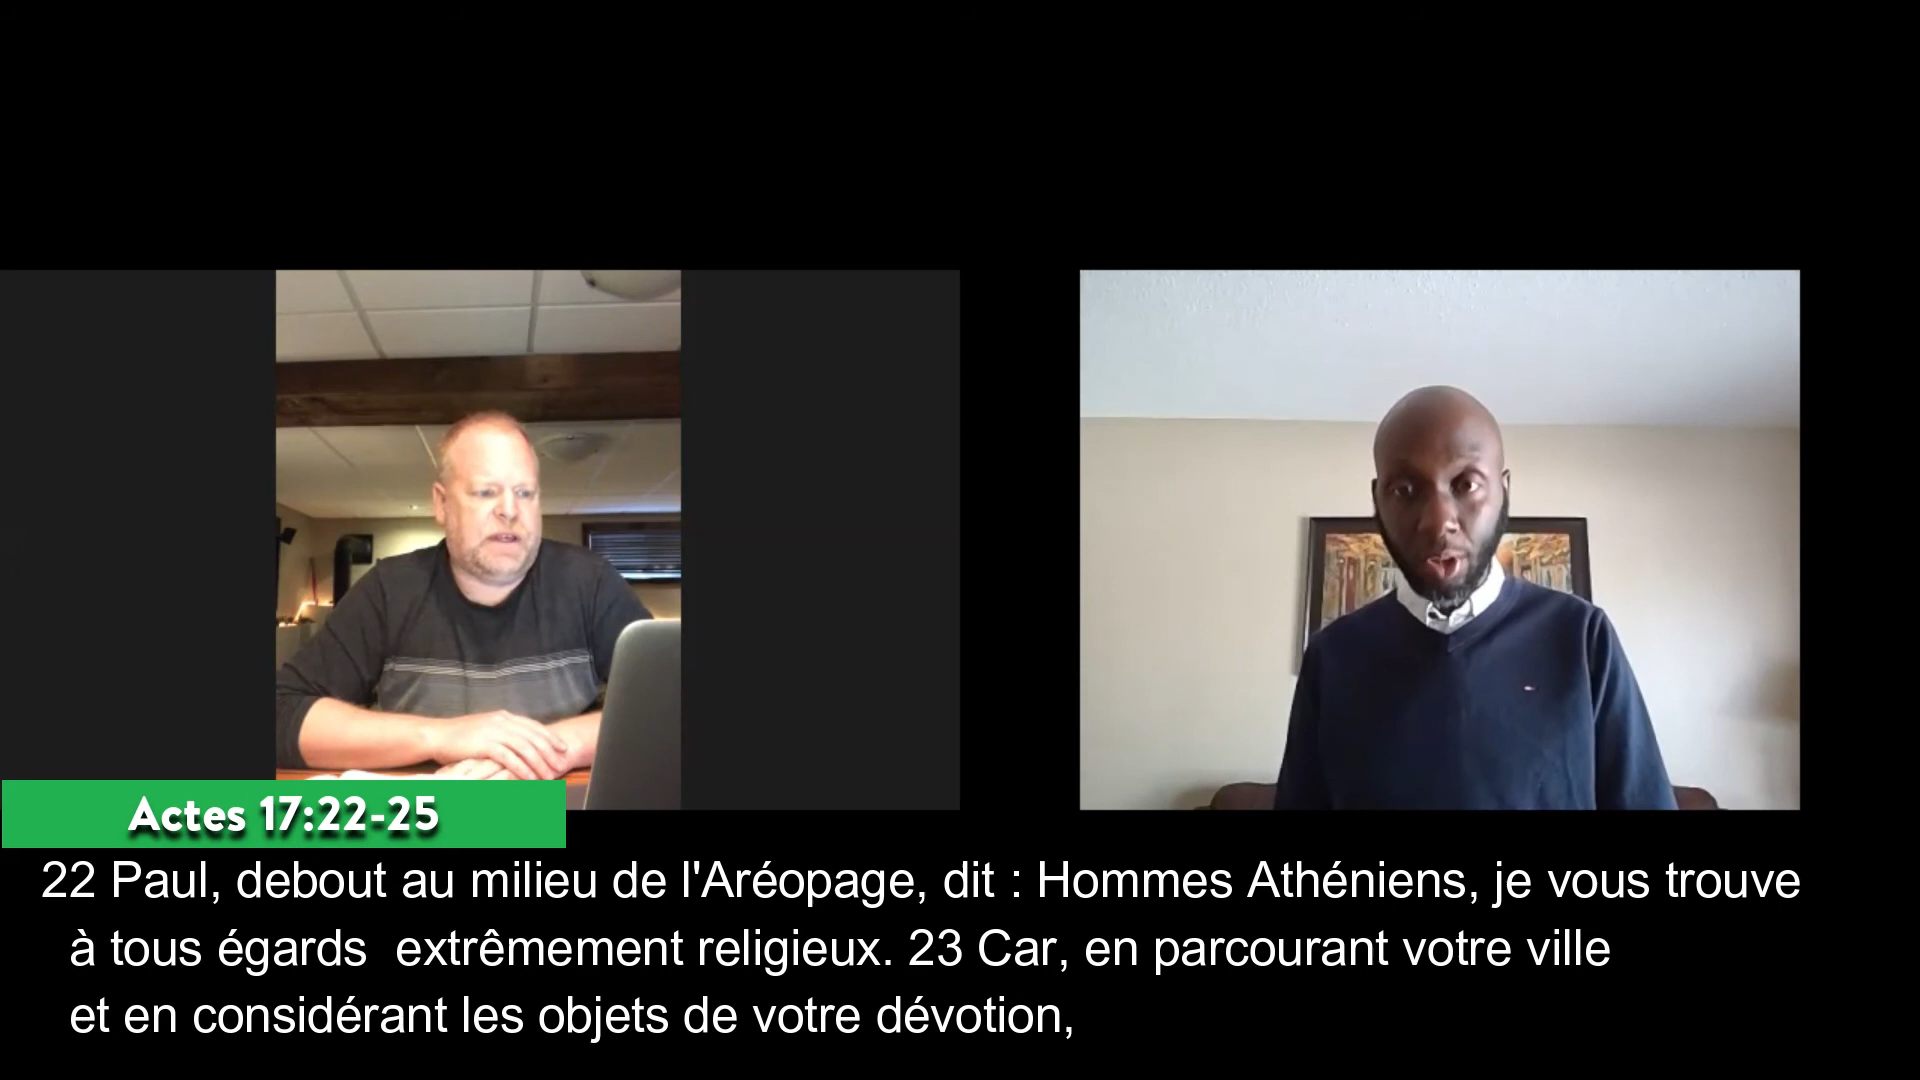 Actes 17:22-25
22 Paul, debout au milieu de l'Aréopage, dit : Hommes Athéniens, je vous trouve
à tous égards  extrêmement religieux. 23 Car, en parcourant votre ville
et en considérant les objets de votre dévotion,